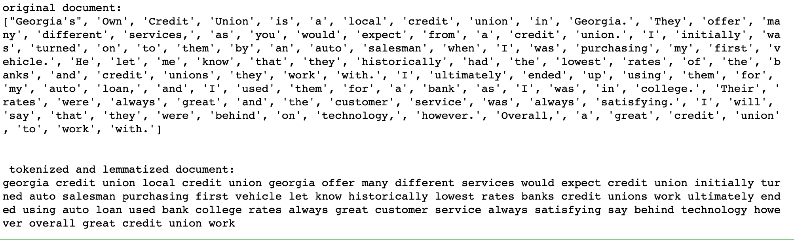 original document:
["Georgia's", 'Own', 'Credit', 'Union', 'is', 'a', 'local', 'credit', 'union', 'in', 'Georgia.', 'They', 'offer', 'ma
ny', 'different', 'services,', 'as', 'you', 'would', 'expect', 'from', 'a', 'credit', 'union.', 'I', 'initially', 'wa
s', 'turned', 'on', 'to', 'them', 'by', 'an', 'auto', 'salesman', 'when', 'I', 'was', 'purchasing', 'my', 'first', 'v
ehicle.', 'He', 'let', 'me', 'know', 'that', 'they', 'historically', 'had', 'the', 'lowest', 'rates', 'of', 'the', 'b
anks', 'and', 'credit', 'unions', 'they', 'work', 'with.', 'I', 'ultimately', 'ended', 'up', 'using', 'them', 'for',
'my', 'auto', 'loan,', 'and', 'I', 'used', 'them', 'for', 'a', 'bank', 'as', 'I', 'was', 'in', 'college.', 'Their', '
rates', 'were', 'always', 'great', 'and', 'the', 'customer', 'service', 'was', 'always', 'satisfying.', 'I', 'will',
'say', 'that', 'they', 'were', 'behind', 'on', 'technology,', 'however.', 'Overall,', 'a', 'great', 'credit', 'union'
, 'to', 'work', 'with.']
tokenized and lemmatized document:
georgia credit union local credit union georgia offer many different services would expect credit union initially tur
ned auto salesman purchasing first vehicle let know historically lowest rates banks credit unions work ultimately end
ed using auto loan used bank college rates always great customer service always satisfying say behind technology howe
ver overall great credit union work